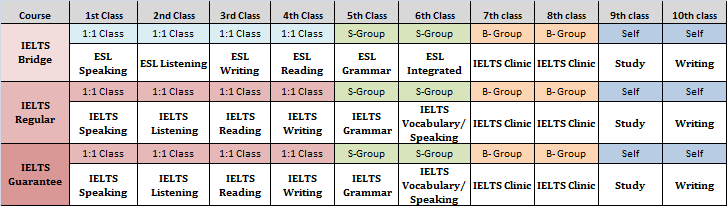 Course 1st Class 2nd Class 3rd Class 4th Class 5th Class 6th Class 7th class 8th class 9th class 10th class
IELTS Bridge 1:1 Class 1:1 Class 1:1 Class 1:1 Class S-Group S-Group B- Group B- Group Self Self
ESL Speaking ESL Listening ESL Writing ESL Reading ESL Grammar ESL Integrated IELTS Clinic IELTS Clinic Study Writing
IELTS Regular 1:1 Class 1:1 Class 1:1 Class 1:1 Class S-Group S-Group B- Group B- Group Self Self
IELTS Speaking IELTS Listening IELTS Reading IELTS Writing IELTS Grammar IELTS Vocabulary/ Speaking IELTS Clinic IELTS Clinic Study Writing
IELTS Guarantee 1:1 Class 1:1 Class 1:1 Class 1:1 Class S-Group S-Group B- Group B- Group Self Self
IELTS Speaking IELTS Listening IELTS Reading IELTS Writing IELTS Grammar IELTS Vocabulary/ Speaking IELTS Clinic IELTS Clinic Study Writing